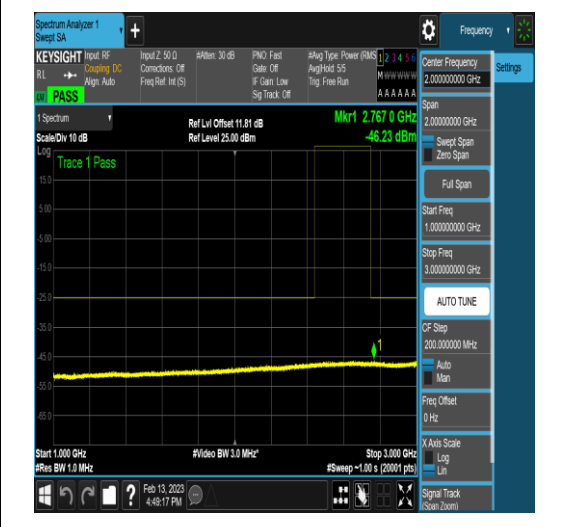 Spectrum Analyzer 1
Swept SA
+
Frequency
KEYSIGHT
Input: RF
Coupling: DC
Align: Auto
RL
PASS
Input Z: 50 Ω
Corrections: Off
Freq Ref: Int (S)
#Atten: 30 dB
PNO: Fast
Gate: Off
IF Gain: Low
Sig Track: Off
#Avg Type: Power (RMS
Avg|Hold: 5/5
Trig: Free Run
1 2 3 4 5 6
M w w w w w
A A A A A A
Center Frequency
2.000000000 GHz
Settings
1 Spectrum
Scale/Div 10 dB
Ref Lvl Offset 11.81 dB
Ref Level 25.00 dBm
Mkr1 2.767 0 GHz
-46.23 dBm
Log
Trace 1 Pass
15.0
5.00
-5.00
-15.0
-25.0
-35.0
-45.0
-55.0
-65.0
1
Start 1.000 GHz
#Res BW 1.0 MHz
#Video BW 3.0 MHz*
Stop 3.000 GHz
#Sweep ~1.00 s (20001 pts)
Span
2.00000000 GHz
Swept Span
Zero Span
Full Span
Start Freq
1.000000000 GHz
Stop Freq
3.000000000 GHz
AUTO TUNE
CF Step
200.000000 MHz
Auto
Man
Freq Offset
0 Hz
X Axis Scale
Log
Lin
Signal Track
(Span Zoom)
?
Feb 13, 2023
4:49:17 PM